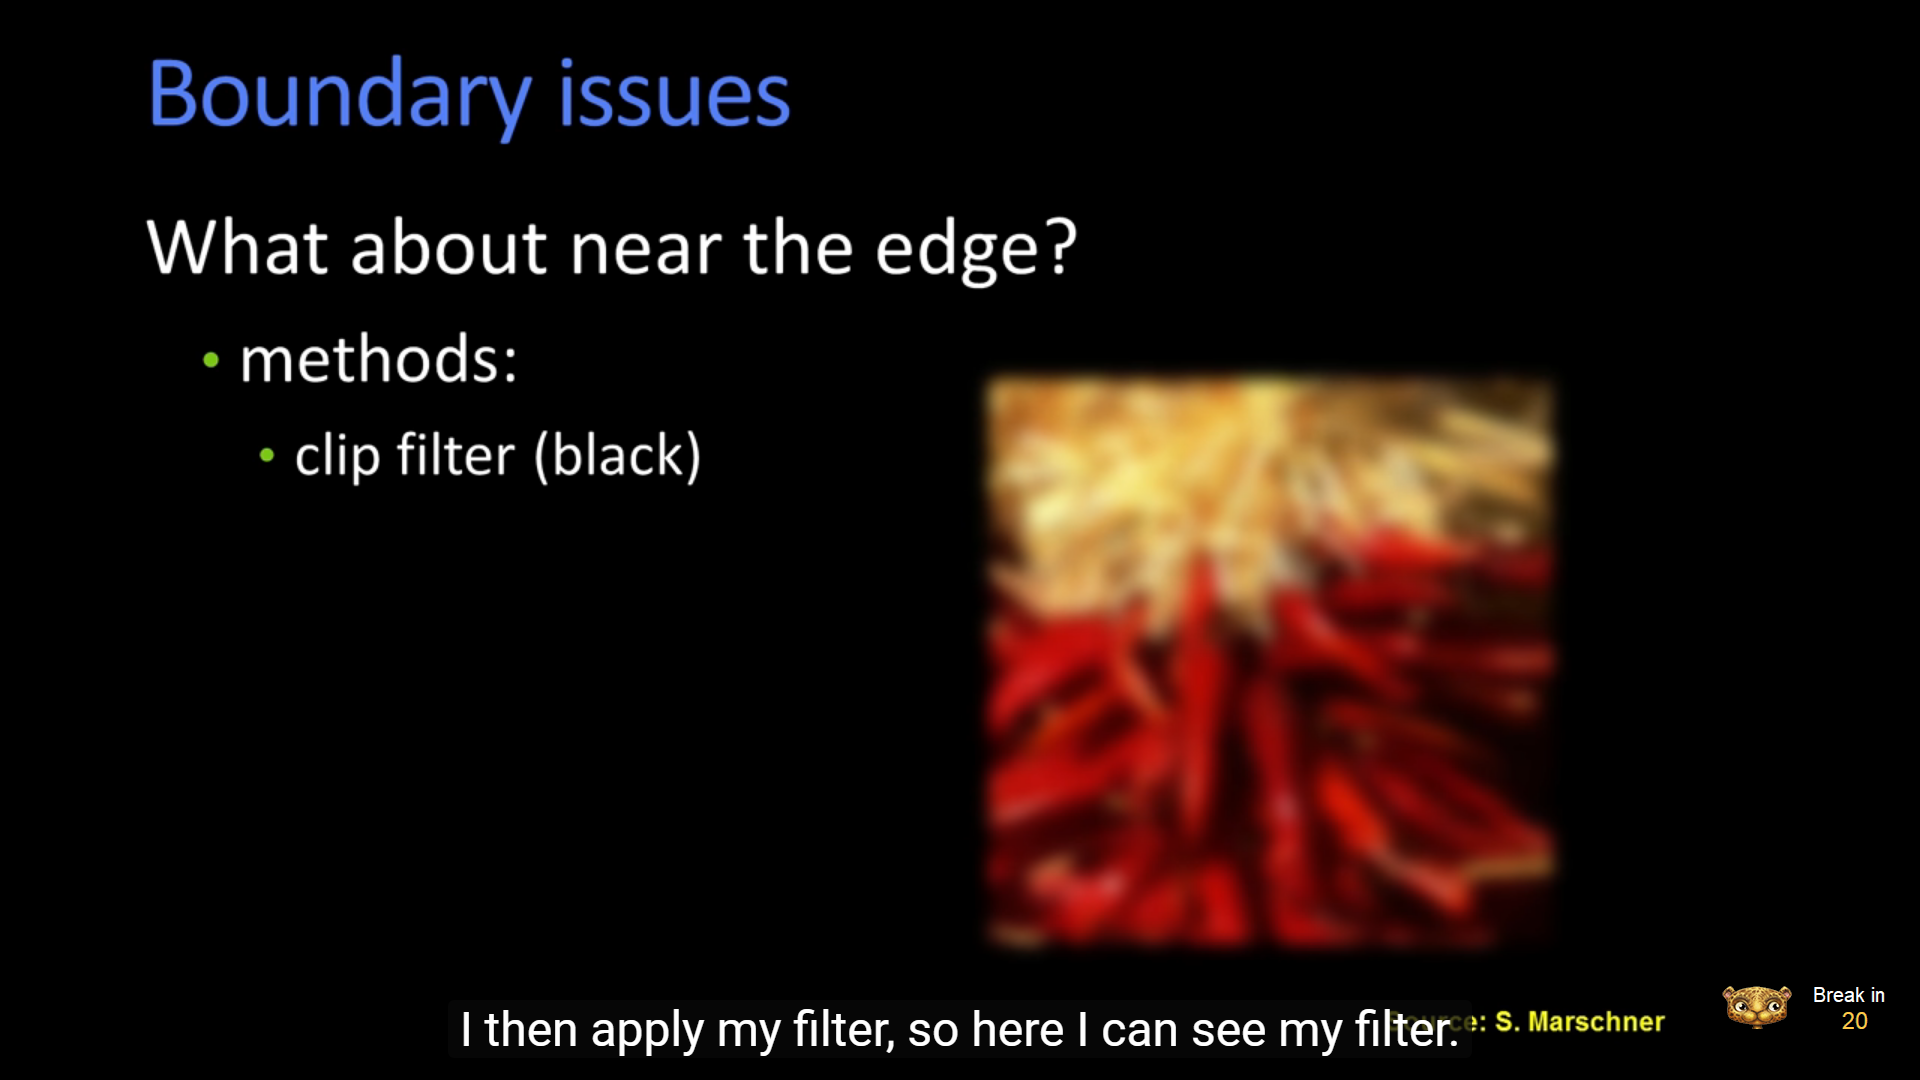 Boundary issues
What about near the edge?
• methods:
• clip filter (black)
I then apply my filter, so here I can see my filter.
Source: S. Marschner
Break in
20